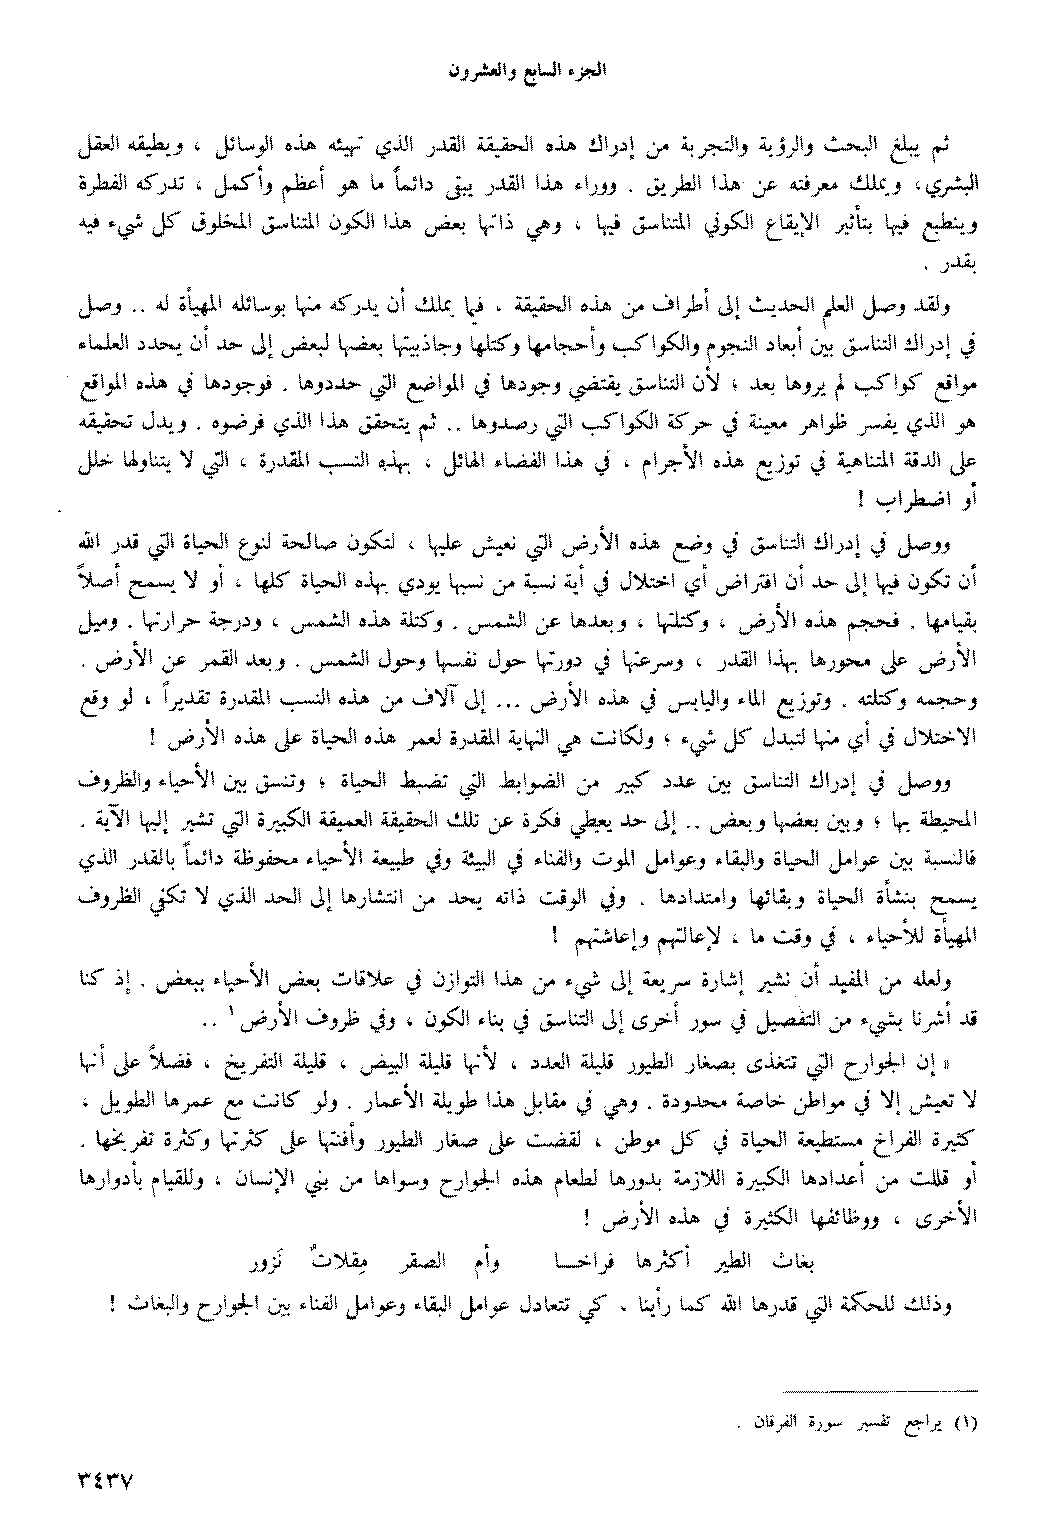 الجزء السابع والعشرون
ثم يبلغ البحث والرؤية والتجربة من إدراك هذه الحقيقة القدر الذي تهيئه هذه الوسائل ، ويطيقه العقل
البشري، ويملك معرفته عن هذا الطريق . ووراء هذا القدر يبقى دائماً ما هو أعظم وأكمل ، تدركه الفطرة
وينطبع فيها بتأثير الإيقاع الكوني المتناسق فيها ، وهي ذاتها بعض هذا الكون المتناسق المخلوق كل شيء فيه
بقدر .
ولقد وصل العلم الحديث إلى أطراف من هذه الحقيقة ، فيما يملك أن يدركه منها بوسائله المهيأة له .. وصل
في إدراك التناسق بين أبعاد النجوم والكواكب وأحجامها وكتلها وجاذبيتها بعضها لبعض إلى حد أن يحدد العلماء
مواقع كواكب لم يروها بعد ؛ لأن التناسق يقتضي وجودها في المواضع التي حددوها . فوجودها في هذه المواقع
هو الذي يفسر ظواهر معينة في حركة الكواكب التي رصدوها .. ثم يتحقق هذا الذي فرضوه . ويدل تحقيقه
على الدقة المتناهية في توزيع هذه الأجرام ، في هذا الفضاء الهائل ، بهذه النسب المقدرة ، التي لا يتناولها خلل
أو اضطراب !
ووصل في إدراك التناسق في وضع هذه الأرض التي نعيش عليها ، لتكون صالحة لنوع الحياة التي قدر الله
أن تكون فيها إلى حد أن افتراض أي اختلال في أية نسبة من نسبها يودي بهذه الحياة كلها ، أو لا يسمح أصلاً
بقيامها . فحجم هذه الأرض ، وكتلتها ، وبعدها عن الشمس . وكتلة هذه الشمس ، ودرجة حرارتها . وميل
الأرض على محورها بهذا القدر ، وسرعتها في دورتها حول نفسها وحول الشمس . وبعد القمر عن الأرض .
وحجمه وكتلته . وتوزيع الماء واليابس في هذه الأرض ... إلى آلاف من هذه النسب المقدرة تقديراً ، لو وقع
الاختلال في أي منها لتبدل كل شيء ؛ ولكانت هي النهاية المقدرة لعمر هذه الحياة على هذه الأرض !
ووصل في إدراك التناسق بين عدد كبير من الضوابط التي تضبط الحياة ؛ وتنسق بين الأحياء والظروف
المحيطة بها ؛ وبين بعضها وبعض .. إلى حد يعطي فكرة عن تلك الحقيقة العميقة الكبيرة التي تشير إليها الآية .
فالنسبة بين عوامل الحياة والبقاء وعوامل الموت والفناء في البيئة وفي طبيعة الأحياء محفوظة دائماً بالقدر الذي
يسمح بنشأة الحياة وبقائها وامتدادها . وفي الوقت ذاته يحد من انتشارها إلى الحد الذي لا تكفي الظروف
المهيأة للأحياء ، في وقت ما ، لإعالتهم وإعاشتهم !
ولعله من المفيد أن نشير إشارة سريعة إلى شيء من هذا التوازن في علاقات بعض الأحياء ببعض . إذ كنا
قد أشرنا بشيء من التفصيل في سور أخرى إلى التناسق في بناء الكون ، وفي ظروف الأرض١ ..
« إن الجوارح التي تتغذى بصغار الطيور قليلة العدد ، لأنها قليلة البيض ، قليلة التفريخ ، فضلاً على أنها
لا تعيش إلا في مواطن خاصة محدودة . وهي في مقابل هذا طويلة الأعمار . ولو كانت مع عمرها الطويل ،
كثيرة الفراخ مستطيعة الحياة في كل موطن ، لقضت على صغار الطيور وأفنتها على كثرتها وكثرة تفريخها .
أو قللت من أعدادها الكبيرة اللازمة بدورها لطعام هذه الجوارح وسواها من بني الإنسان ، وللقيام بأدوارها
الأخرى ، ووظائفها الكثيرة في هذه الأرض !
بغاث الطير أكثرها فراخــا وأم الصقر مِقلاتٌ نَزور
وذلك للحكمة التي قدرها الله كما رأينا ، كي تتعادل عوامل البقاء وعوامل الفناء بين الجوارح والبغاث !
(١) يراجع تفسير سورة الفرقان .
٣٤٣٧